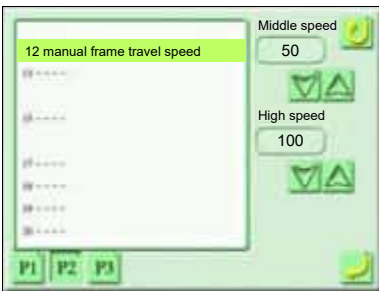 Middle speed
12 manual frame travel speed
50
High speed
100
P1 P2 P3